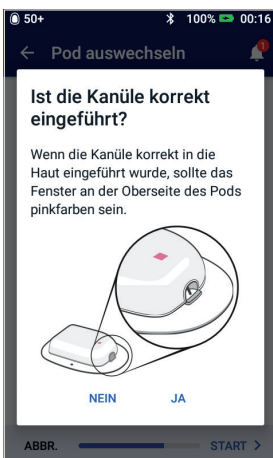 50+ 100% 00:16
← Pod auswechseln 1
Ist die Kanüle korrekt
eingeführt?
Wenn die Kanüle korrekt in die
Haut eingeführt wurde, sollte das
Fenster an der Oberseite des Pods
pinkfarben sein.
NEIN JA
ABBR. START >